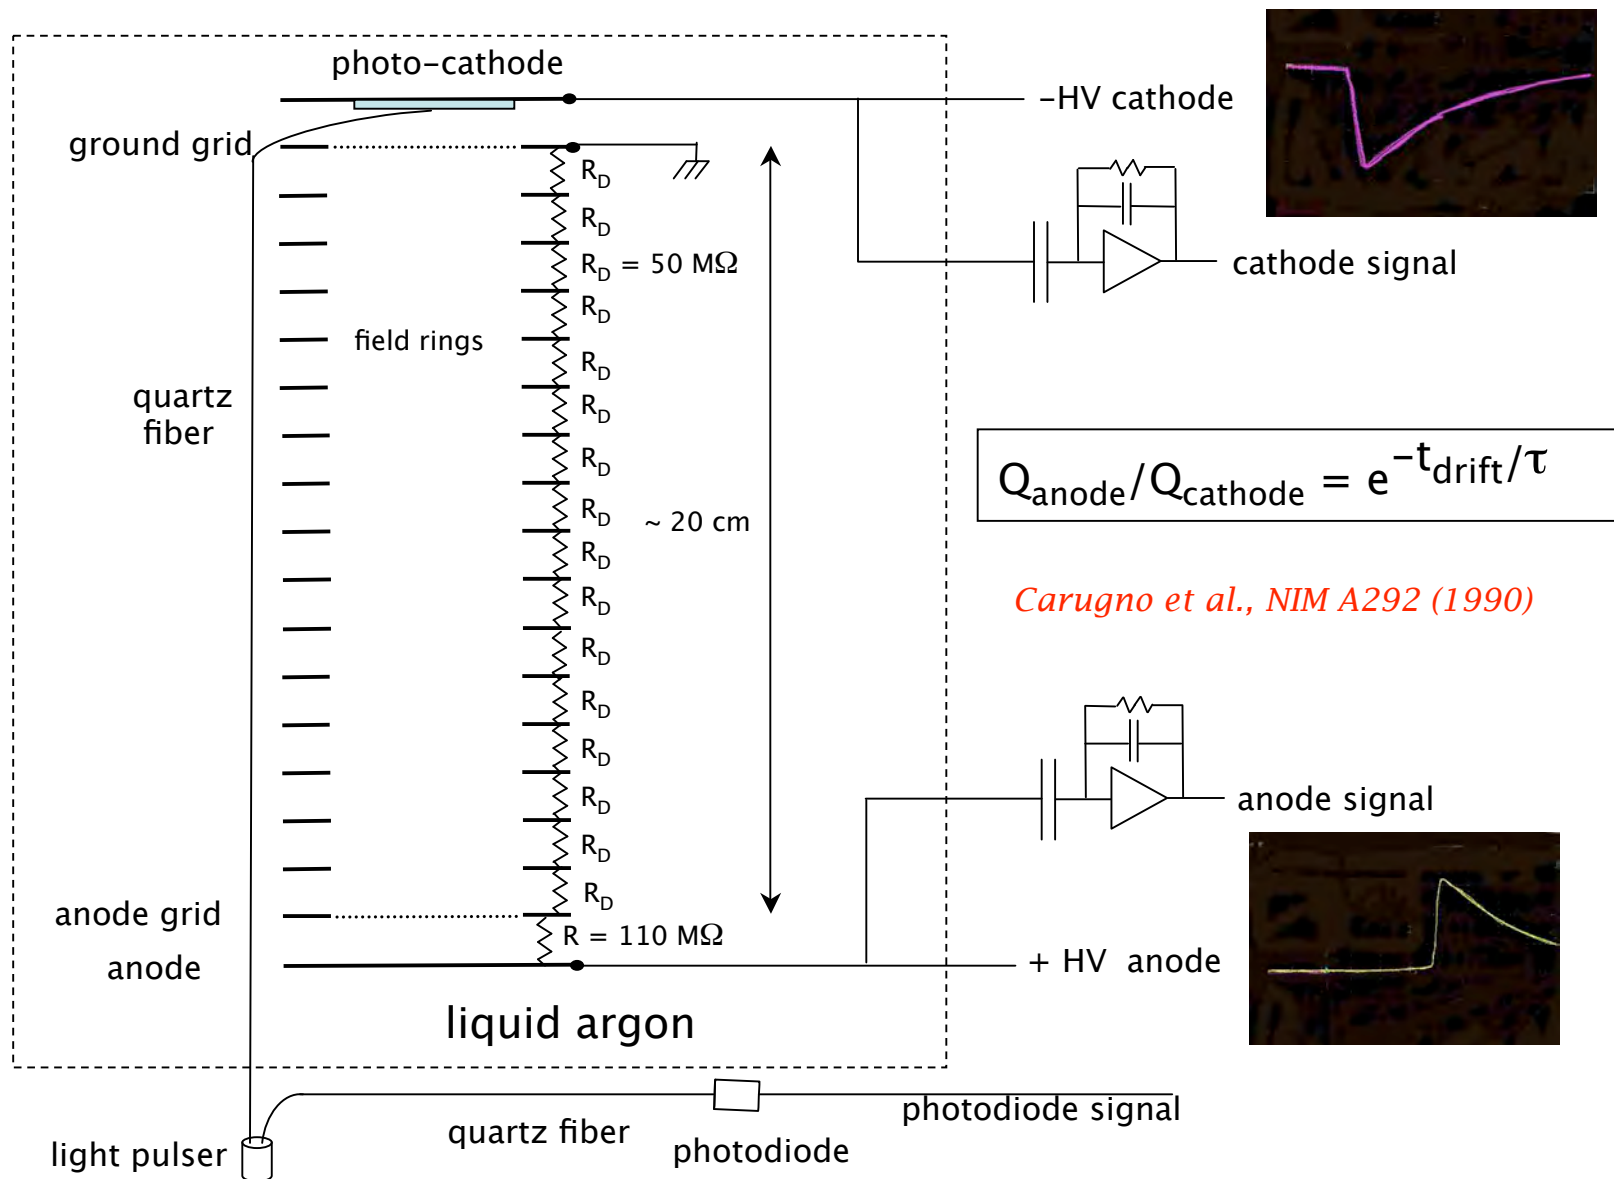 photo-cathode
-HV cathode
ground grid
R_D
R_D
R_D = 50 MΩ
cathode signal
R_D
field rings
R_D
quartz
fiber
R_D
R_D
Q_anode/Q_cathode = e^-t_drift/τ
R_D
~ 20 cm
R_D
R_D
Carugno et al., NIM A292 (1990)
R_D
R_D
R_D
R_D
anode signal
R_D
R_D
anode grid
R = 110 MΩ
anode
+ HV anode
liquid argon
photodiode signal
quartz fiber
photodiode
light pulser